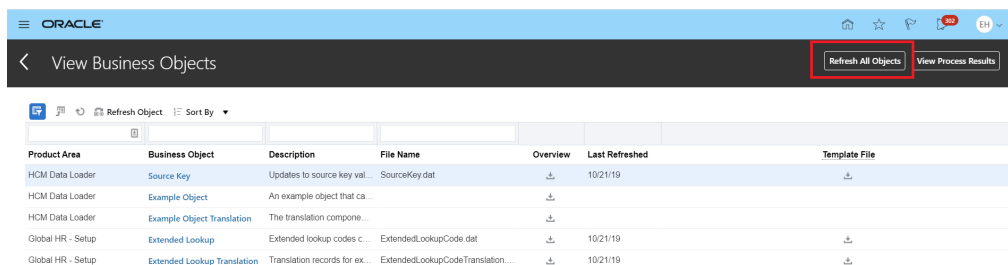 ORACLE
302
EH
View Business Objects
Refresh All Objects
View Process Results
Refresh Object Sort By
Product Area Business Object Description File Name Overview Last Refreshed Template File
HCM Data Loader Source Key Updates to source key val... SourceKey.dat 10/21/19
HCM Data Loader Example Object An example object that ca...
HCM Data Loader Example Object Translation The translation compone...
Global HR - Setup Extended Lookup Extended lookup codes c... ExtendedLookupCode.dat 10/21/19
Global HR - Setup Extended Lookup Translation Translation records for ex... ExtendedLookupCodeTranslation.... 10/21/19